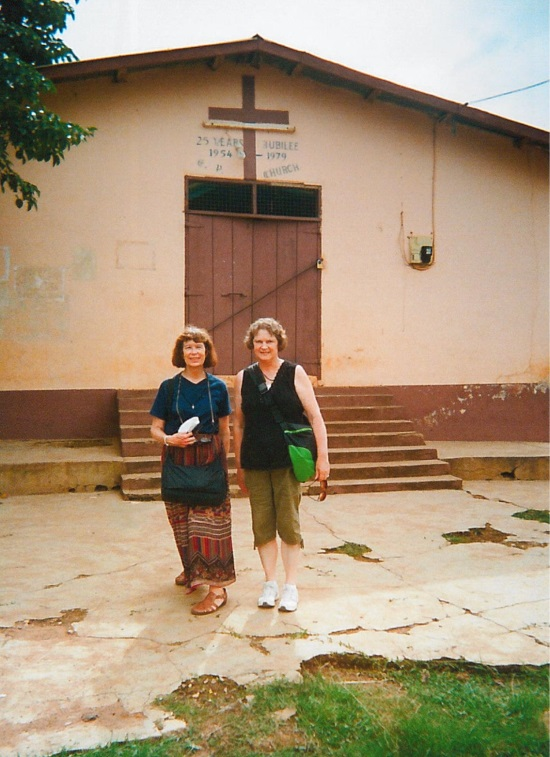 25 YEARS JUBILEE
1954 – 1979
E. P. CHURCH